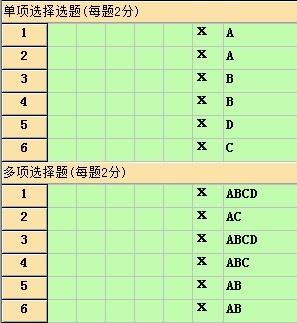 单项选择选题(每题2分)
1 X A
2 X A
3 X B
4 X B
5 X D
6 X C
多项选择题(每题2分)
1 X ABCD
2 X AC
3 X ABCD
4 X ABC
5 X AB
6 X AB